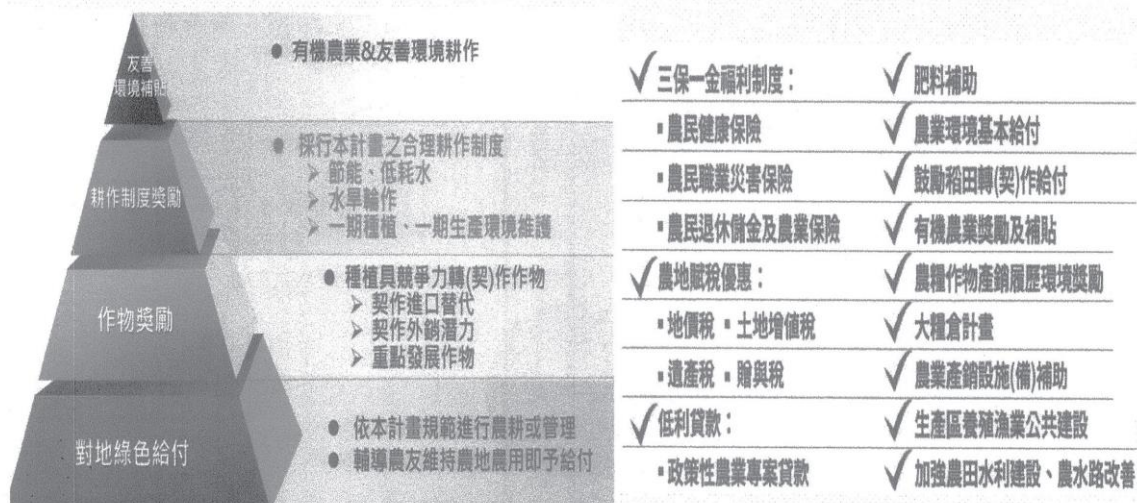 友善
環境補貼
● 有機農業&友善環境耕作
耕作制度獎勵
● 採行本計畫之合理耕作制度
➢ 節能、低耗水
➢ 水旱輪作
➢ 一期種植、一期生產環境維護
作物獎勵
● 種植具競爭力轉(契)作作物
➢ 契作進口替代
➢ 契作外銷潛力
➢ 重點發展作物
對地綠色給付
● 依本計畫規範進行農耕或管理
● 輔導農友維持農地農用即予給付
✓ 三保一金福利制度：
▪ 農民健康保險
▪ 農民職業災害保險
▪ 農民退休儲金及農業保險
✓ 農地賦稅優惠：
▪ 地價稅 ▪ 土地增值稅
▪ 遺產稅 ▪ 贈與稅
✓ 低利貸款：
▪ 政策性農業專案貸款
✓ 肥料補助
✓ 農業環境基本給付
✓ 鼓勵稻田轉(契)作給付
✓ 有機農業獎勵及補貼
✓ 農糧作物產銷履歷環境獎勵
✓ 大糧倉計畫
✓ 農業產銷設施(備)補助
✓ 生產區養殖漁業公共建設
✓ 加強農田水利建設、農水路改善